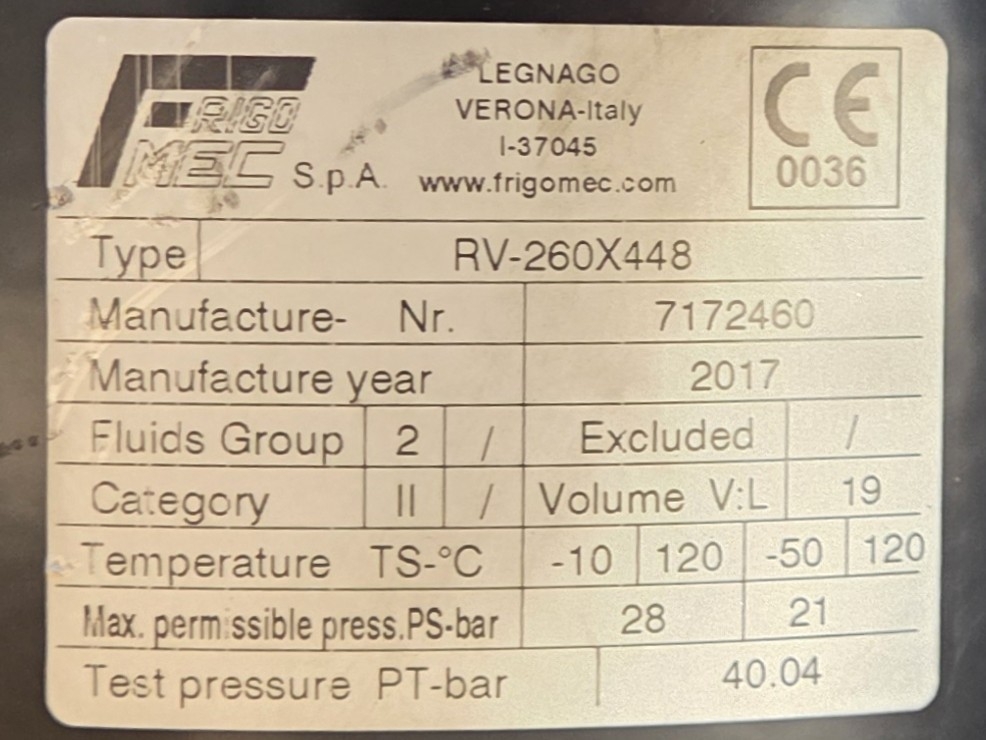 FRIGO
MEC S.p.A.
LEGNAGO
VERONA-Italy
I-37045
www.frigomec.com
CE
0036
Type RV-260X448
Manufacture- Nr. 7172460
Manufacture year 2017
Fluids Group 2 / Excluded /
Category II / Volume V:L 19
Temperature TS-°C -10 120 -50 120
Max. permissible press.PS-bar 28 21
Test pressure PT-bar 40.04